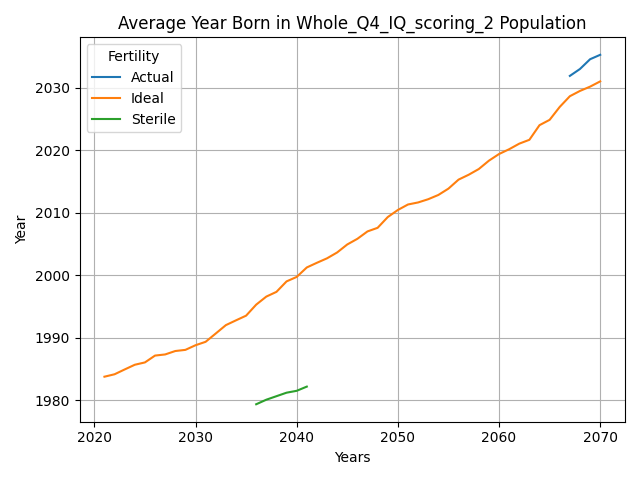 Average Year Born in Whole_Q4_IQ_scoring_2 Population
Fertility
Actual
Ideal
Sterile
Year
2030
2020
2010
2000
1990
1980
2020 2030 2040 2050 2060 2070
Years